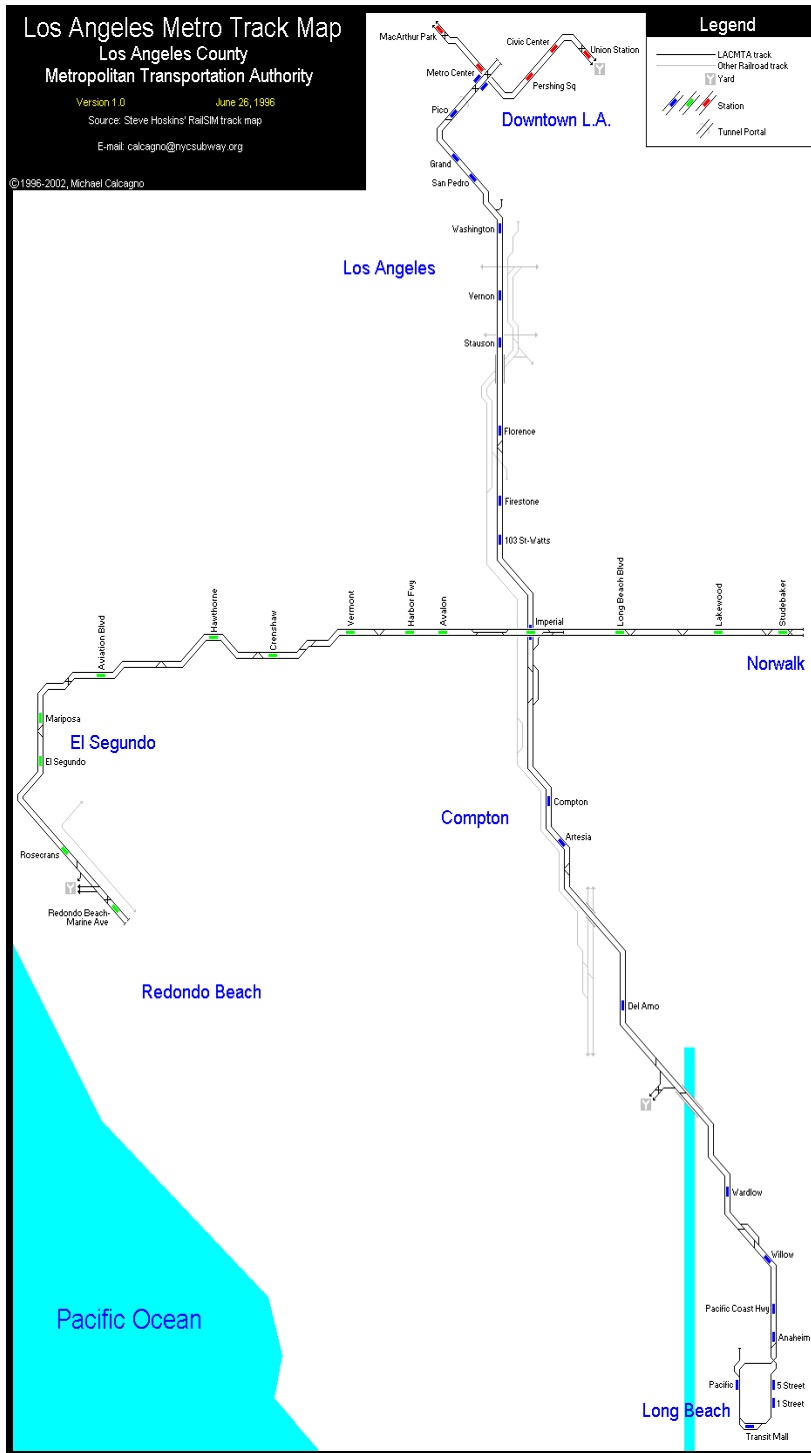 Los Angeles Metro Track Map
Los Angeles County
Metropolitan Transportation Authority
Version 1.0 June 26, 1996
Source: Steve Hoskins' RailSIM track map
E-mail: calcagno@nycsubway.org
©1996-2002, Michael Calcagno
Legend
LACMTA track
Other Railroad track
Y Yard
Station
Tunnel Portal
MacArthur Park
Civic Center
Union Station
Y
Metro Center
Pershing Sq
Pico
Downtown L.A.
Grand
San Pedro
Washington
Los Angeles
Vernon
Stauson
Florence
Firestone
103 St-Watts
Aviation Blvd
Hawthorne
Crenshaw
Vermont
Harbor Fwy
Avalon
Imperial
Long Beach Blvd
Lakewood
Studebaker
Norwalk
Mariposa
El Segundo
El Segundo
Compton
Compton
Artesia
Rosecrans
Y
Redondo Beach-
Marine Ave
Redondo Beach
Del Amo
Y
Wardlow
Willow
Pacific Ocean
Pacific Coast Hwy
Anaheim
Pacific
5 Street
1 Street
Long Beach
Transit Mall